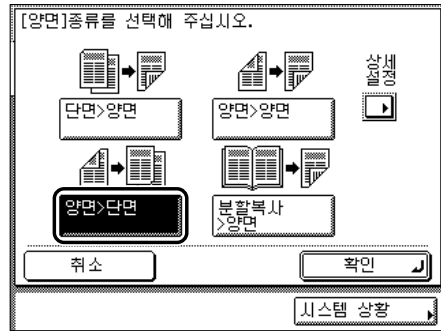 [양면]종류를 선택해 주십시오.
단면>양면
양면>양면
상세
설정
양면>단면
분할복사
>양면
취소
확인
시스템 상황